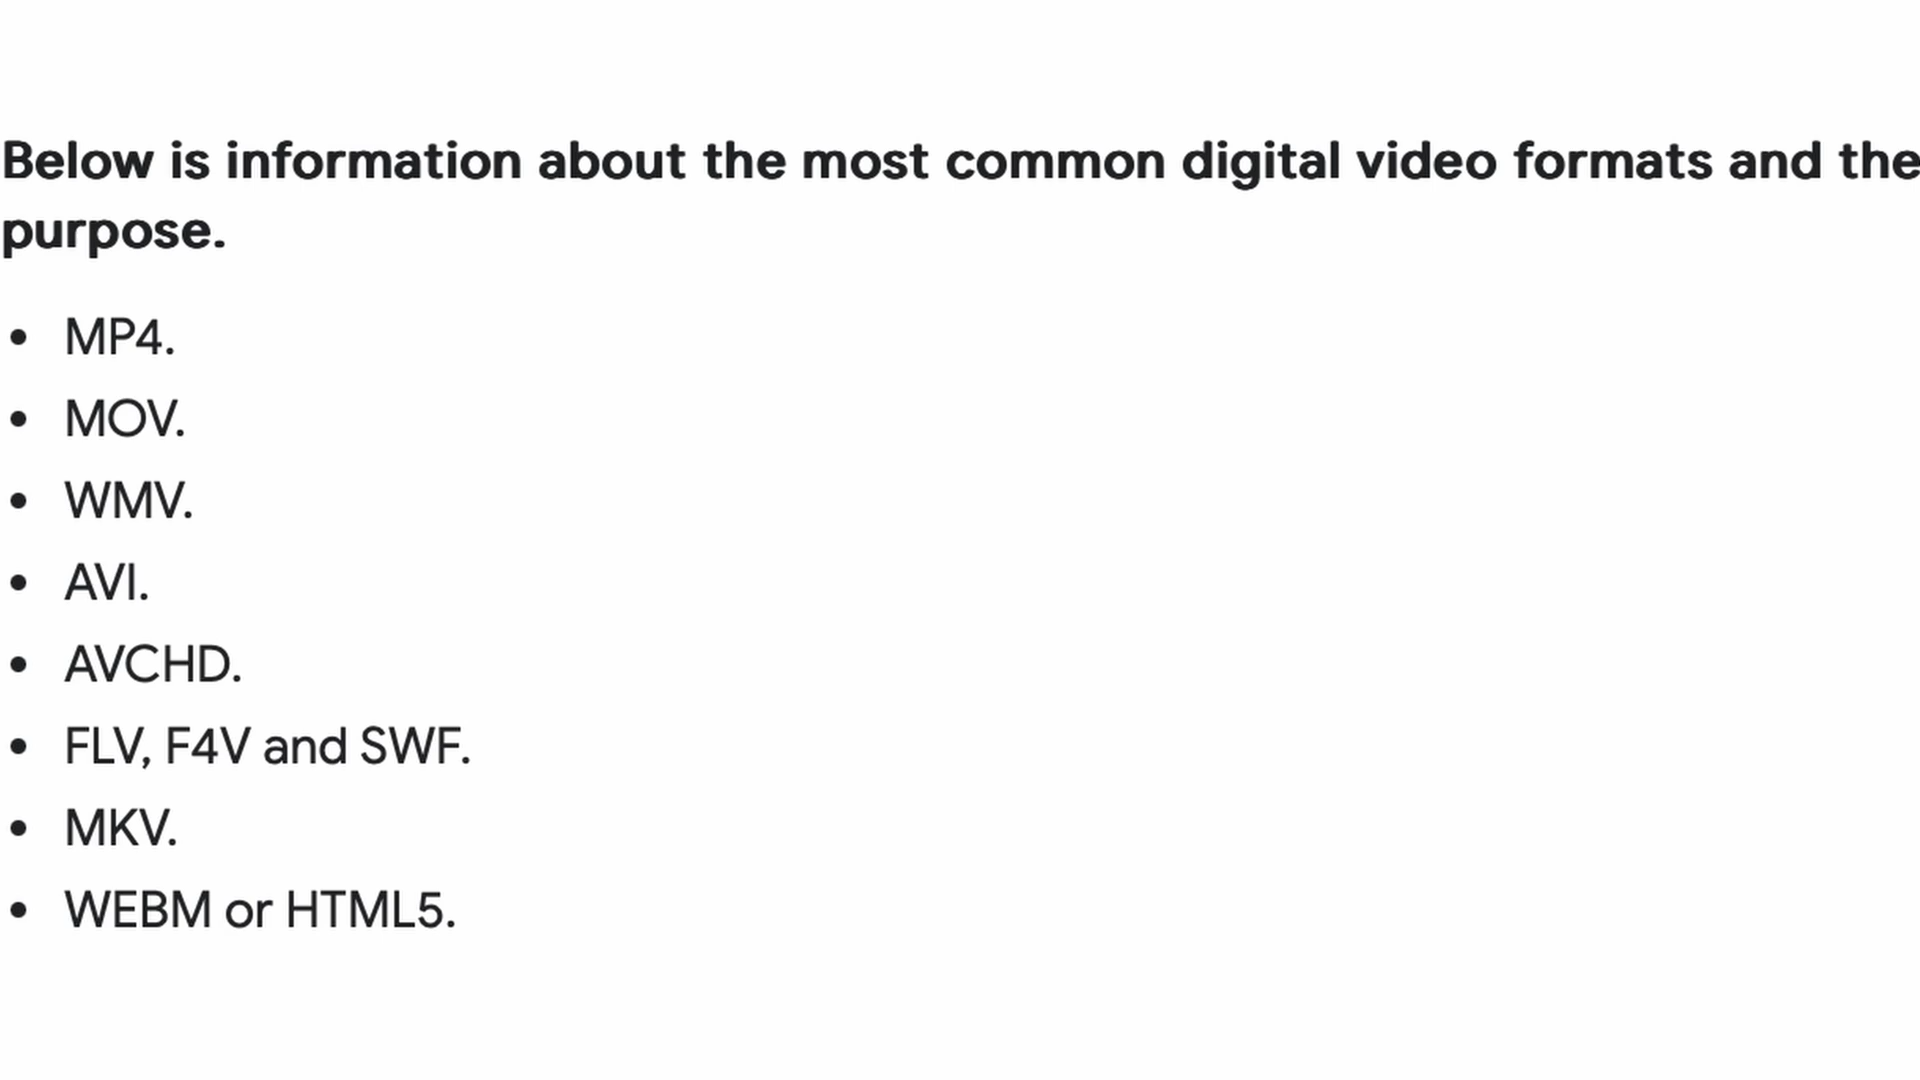 Below is information about the most common digital video formats and the
purpose.
• MP4.
• MOV.
• WMV.
• AVI.
• AVCHD.
• FLV, F4V and SWF.
• MKV.
• WEBM or HTML5.